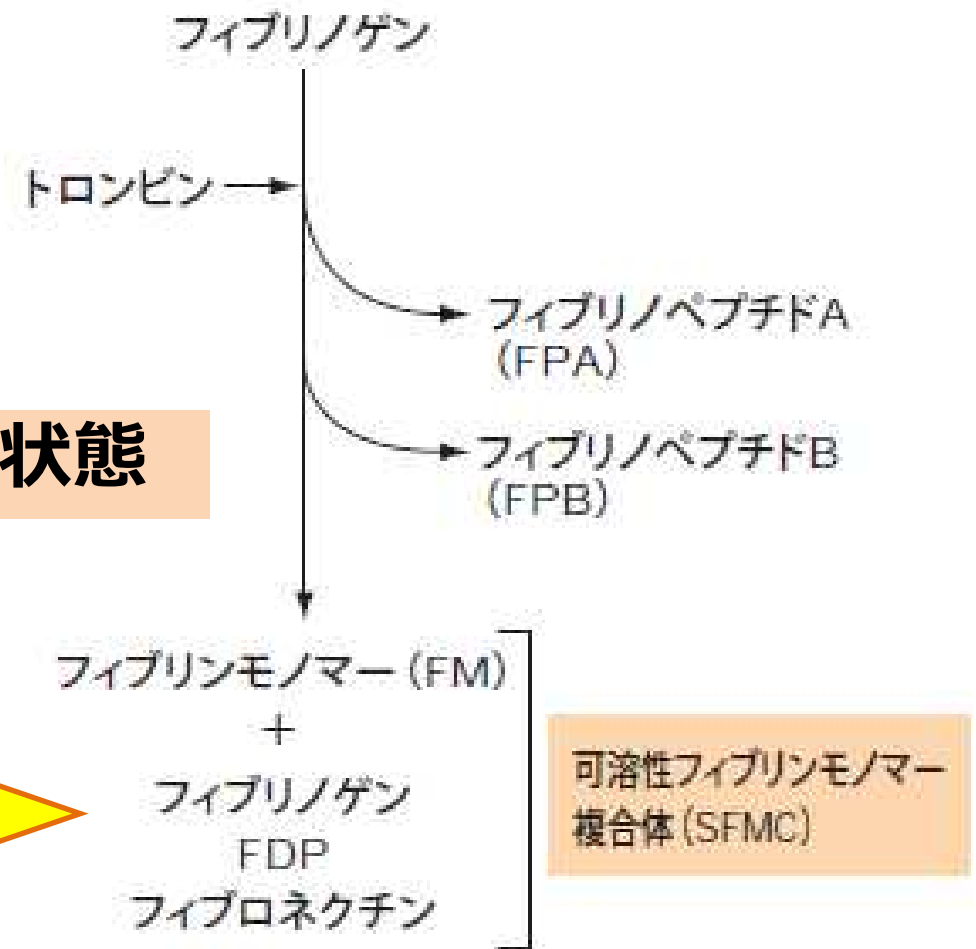 フィブリノゲン
トロンビン
フィブリノペプチドA
(FPA)
状態
フィブリノペプチドB
(FPB)
フィブリンモノマー(FM)
+
フィブリノゲン
FDP
フィブロネクチン
可溶性フィブリンモノマー
複合体(SFMC)